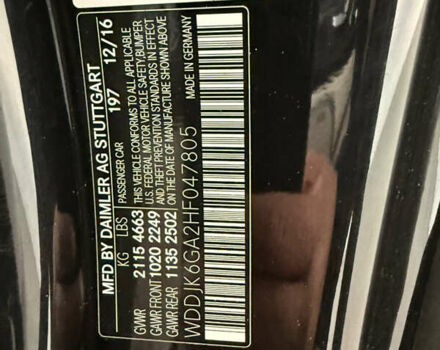 MFD BY DAIMLER AG STUTTGART 12/16
PASSENGER CAR 197
KG LBS
GVWR 2115 4663
GAWR FRONT 1020 2249
GAWR REAR 1135 2502
THIS VEHICLE CONFORMS TO ALL APPLICABLE
U.S. FEDERAL MOTOR VEHICLE SAFETY, BUMPER
AND THEFT PREVENTION STANDARDS IN EFFECT
ON THE DATE OF MANUFACTURE SHOWN ABOVE
WDDJK6GA2HF047805
MADE IN GERMANY